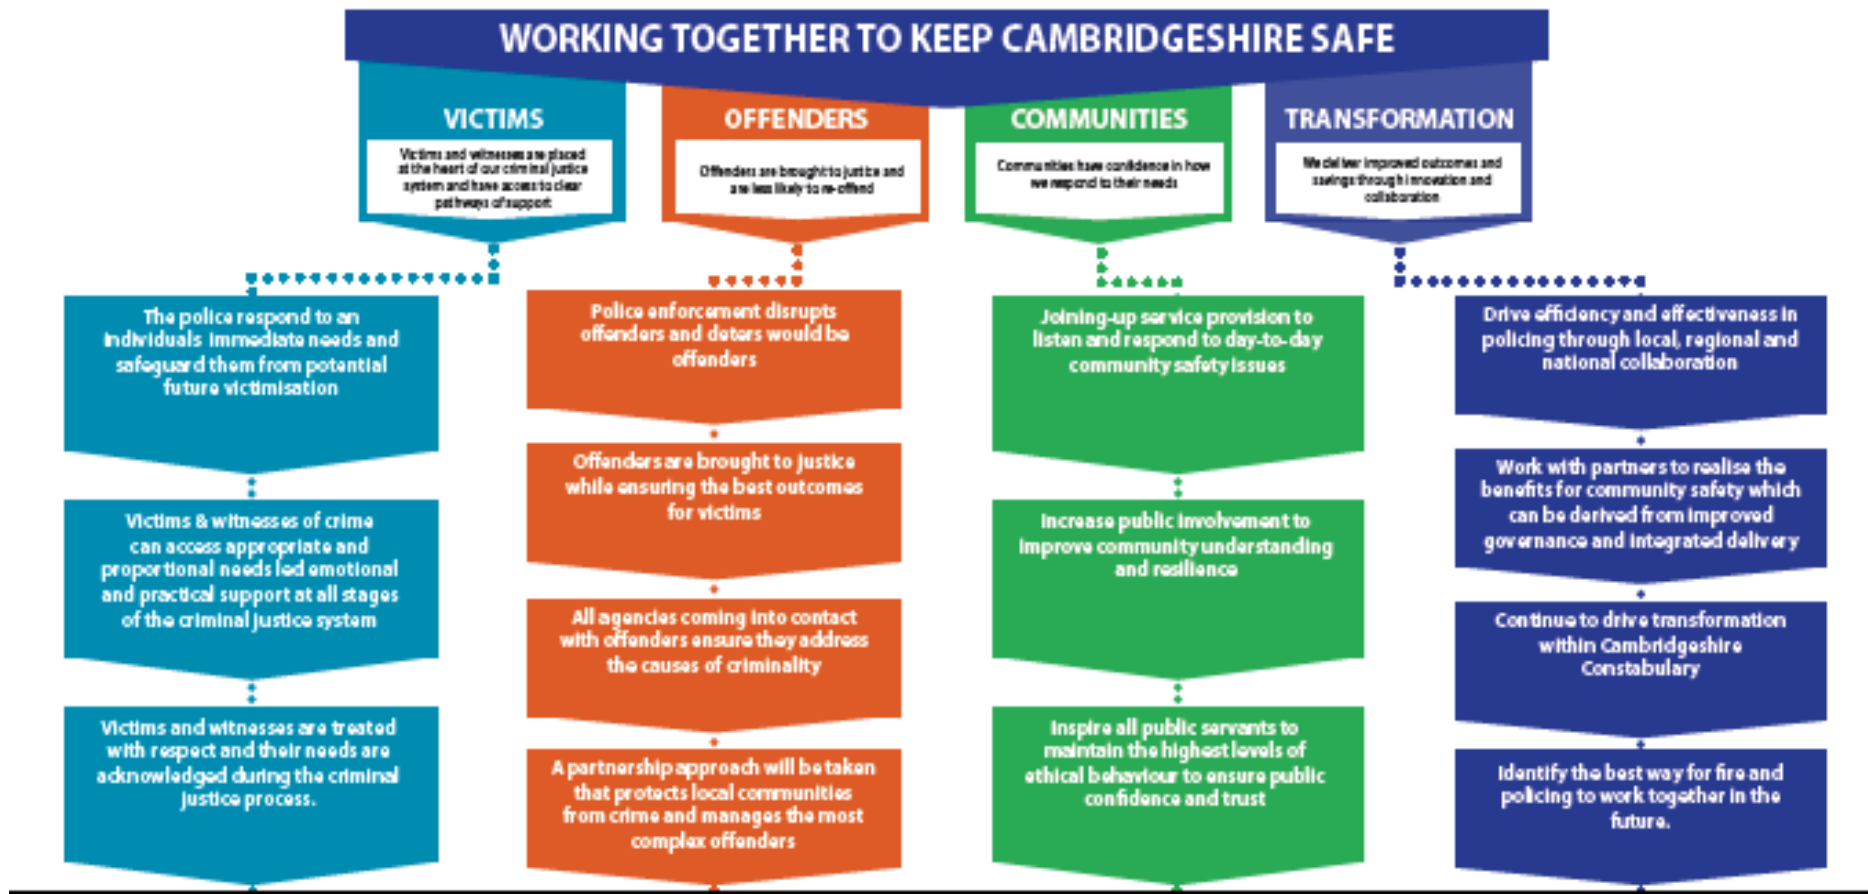 WORKING TOGETHER TO KEEP CAMBRIDGESHIRE SAFE
VICTIMS
Victims and witnesses are placed
at the heart of our criminal justice
system and have access to clear
pathways of support
OFFENDERS
Offenders are brought to justice and
are less likely to re-offend
COMMUNITIES
Communities have confidence in how
we respond to their needs
TRANSFORMATION
We deliver improved outcomes and
savings through innovation and
collaboration
The police respond to an
individuals immediate needs and
safeguard them from potential
future victimisation
Victims & witnesses of crime
can access appropriate and
proportional needs led emotional
and practical support at all stages
of the criminal justice system
Victims and witnesses are treated
with respect and their needs are
acknowledged during the criminal
justice process.
Police enforcement disrupts
offenders and deters would be
offenders
Offenders are brought to justice
while ensuring the best outcomes
for victims
All agencies coming into contact
with offenders ensure they address
the causes of criminality
A partnership approach will be taken
that protects local communities
from crime and manages the most
complex offenders
Joining-up service provision to
listen and respond to day-to-day
community safety issues
Increase public involvement to
improve community understanding
and resilience
Inspire all public servants to
maintain the highest levels of
ethical behaviour to ensure public
confidence and trust
Drive efficiency and effectiveness in
policing through local, regional and
national collaboration
Work with partners to realise the
benefits for community safety which
can be derived from improved
governance and integrated delivery
Continue to drive transformation
within Cambridgeshire
Constabulary
Identify the best way for fire and
policing to work together in the
future.